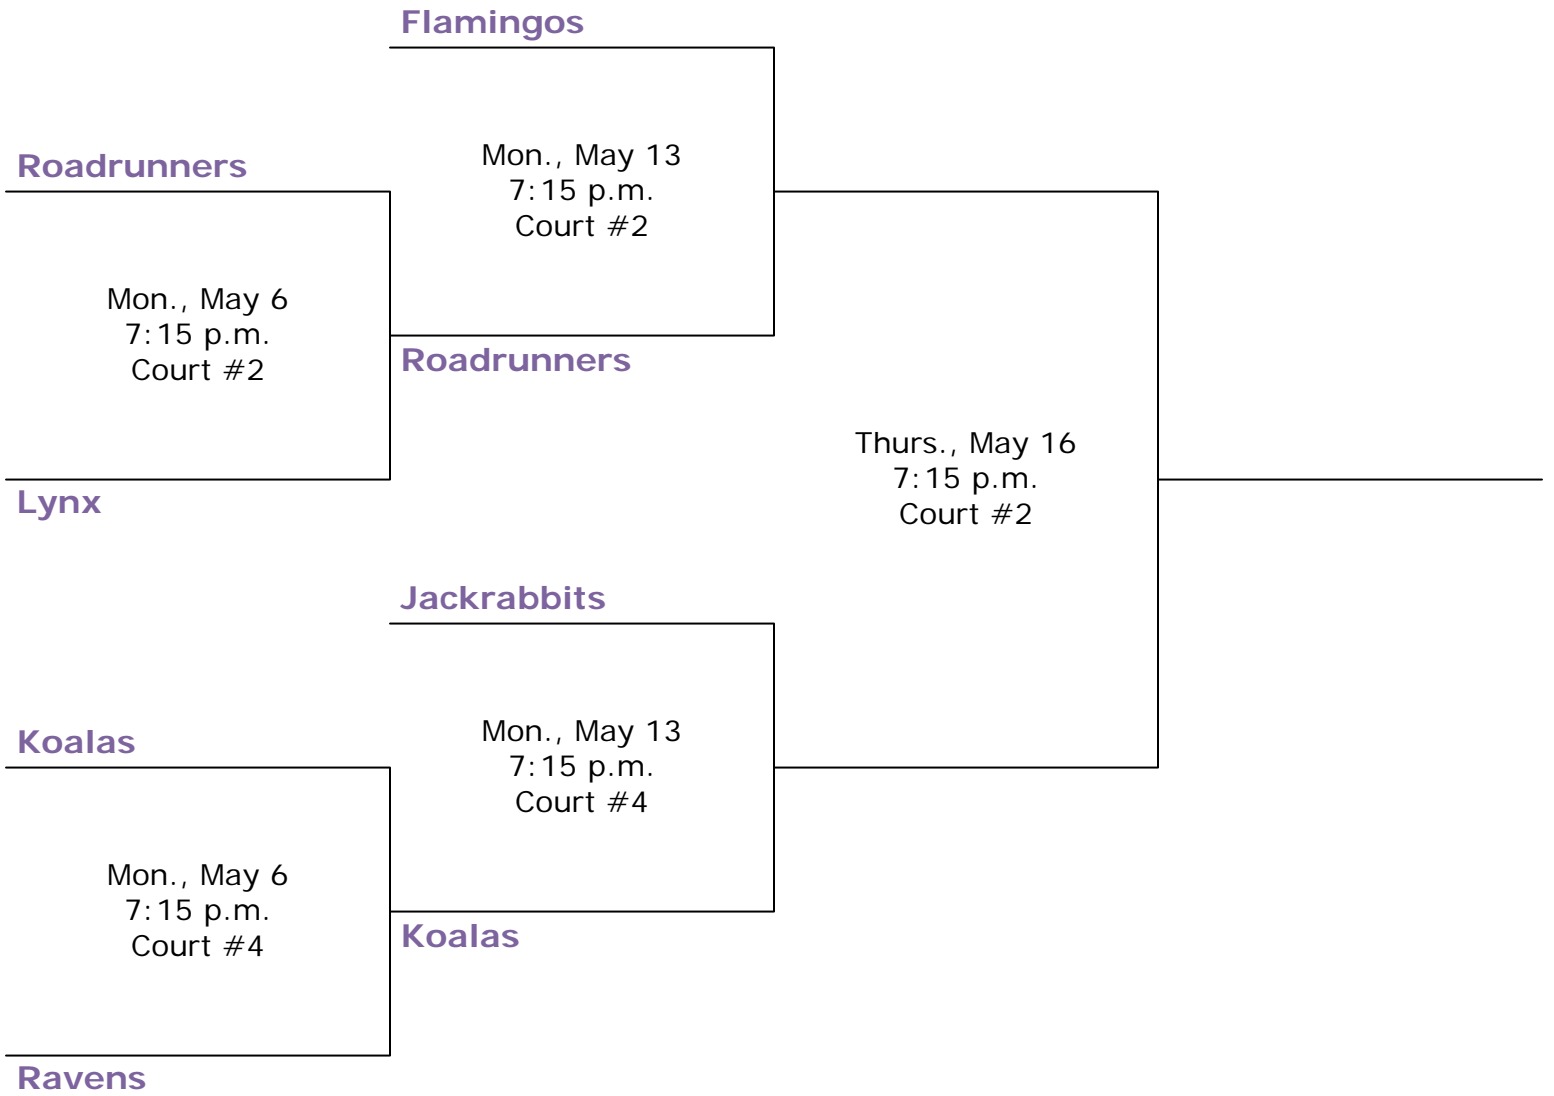 Flamingos
Roadrunners
Mon., May 13
7:15 p.m.
Court #2
Mon., May 6
7:15 p.m.
Court #2
Roadrunners
Lynx
Thurs., May 16
7:15 p.m.
Court #2
Jackrabbits
Koalas
Mon., May 13
7:15 p.m.
Court #4
Mon., May 6
7:15 p.m.
Court #4
Koalas
Ravens